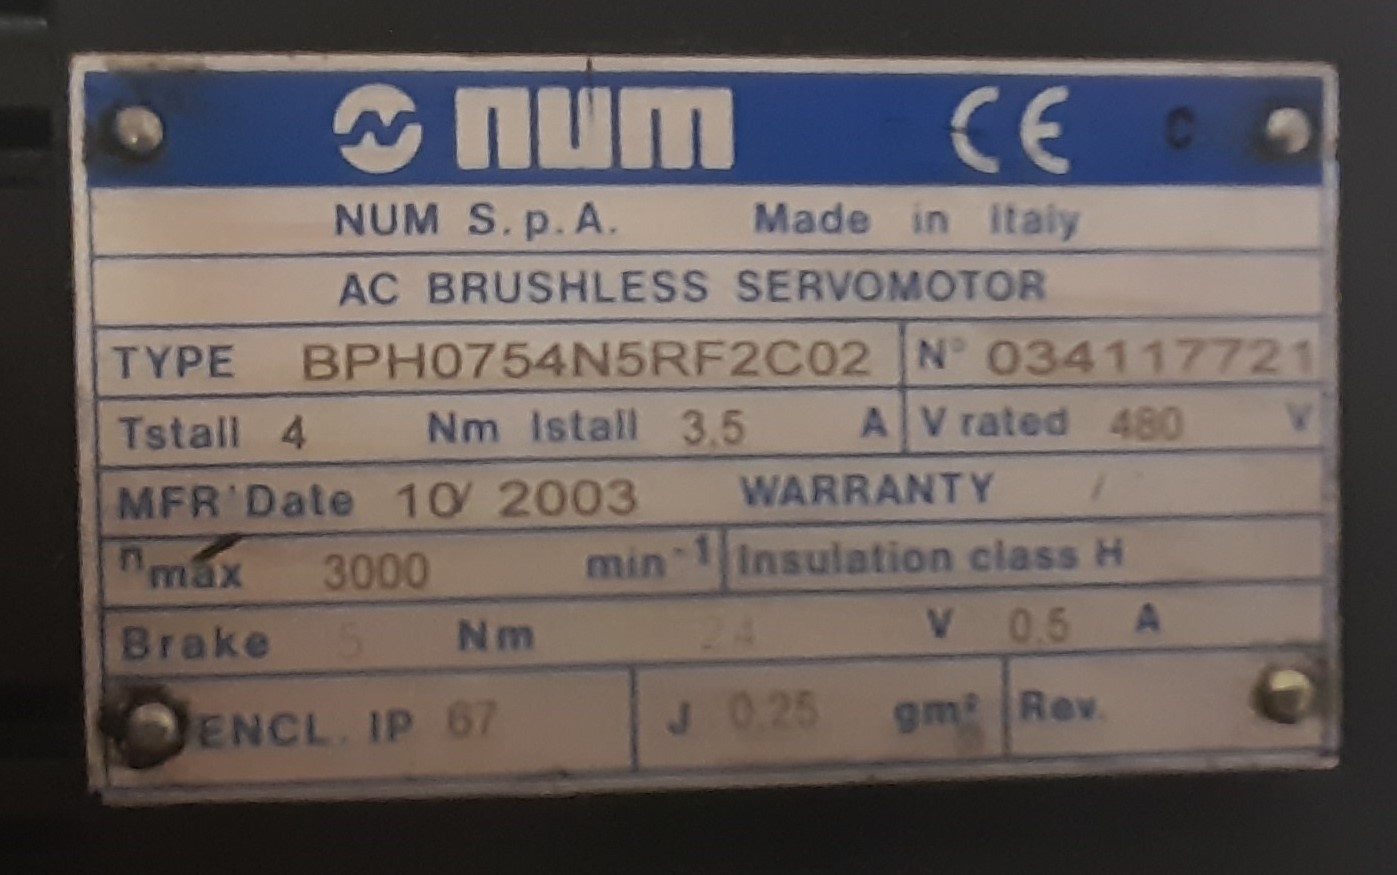 num CE C
NUM S.p.A. Made in Italy
AC BRUSHLESS SERVOMOTOR
TYPE BPH0754N5RF2C02 N° 034117721
Tstall 4 Nm Istall 3,5 A V rated 480 V
MFR'Date 10/ 2003 WARRANTY /
nmax 3000 min-1 Insulation class H
Brake 5 Nm 24 V 0.5 A
ENCL. IP 67 J 0.25 gm² Rev.